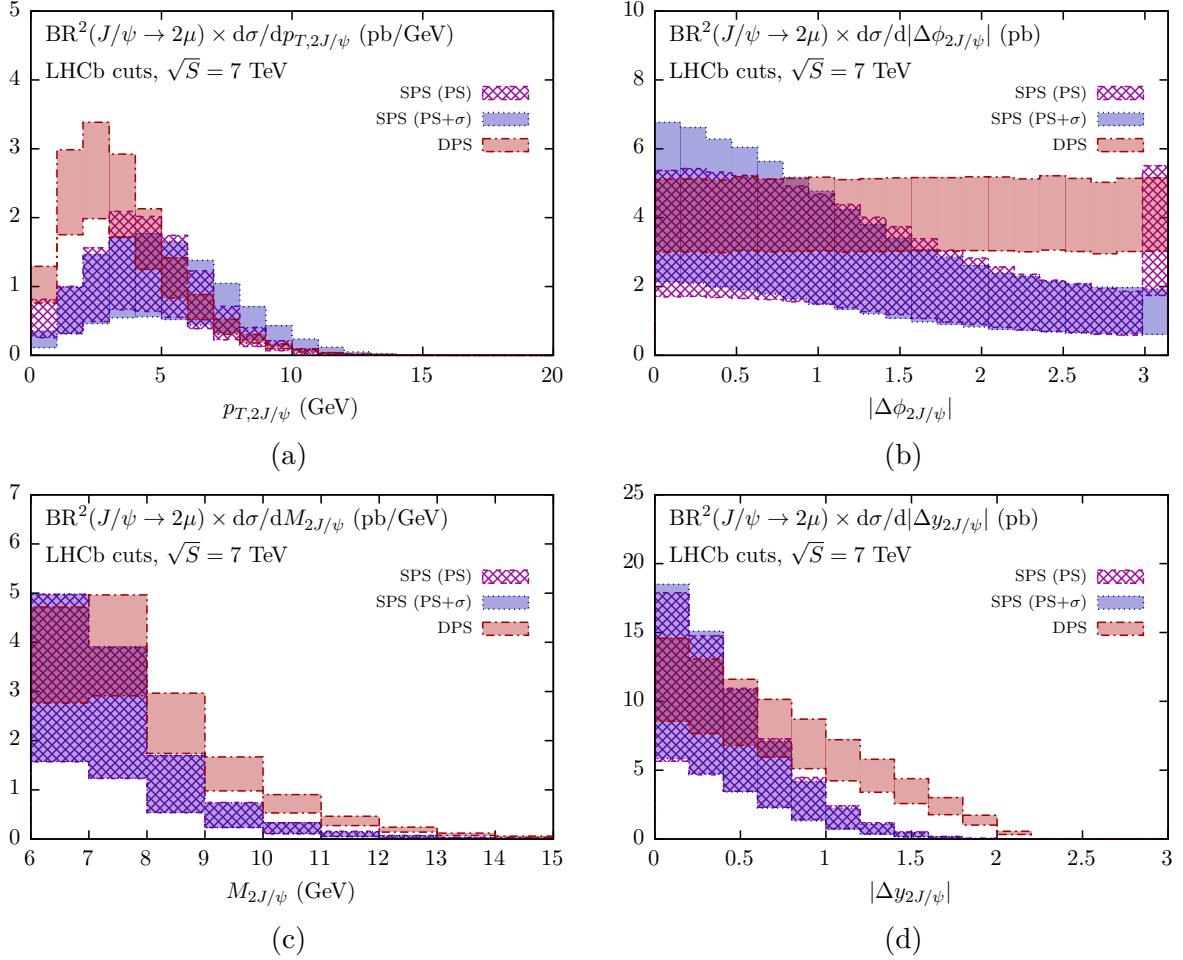 BR²(J/ψ → 2μ) × dσ/dp_{T,2J/ψ} (pb/GeV)
LHCb cuts, √S = 7 TeV
SPS (PS)
SPS (PS+σ)
DPS
5
4
3
2
1
0
0 5 10 15 20
p_{T,2J/ψ} (GeV)
(a)
BR²(J/ψ → 2μ) × dσ/d|Δϕ_{2J/ψ}| (pb)
LHCb cuts, √S = 7 TeV
SPS (PS)
SPS (PS+σ)
DPS
10
8
6
4
2
0
0 0.5 1 1.5 2 2.5 3
|Δϕ_{2J/ψ}|
(b)
BR²(J/ψ → 2μ) × dσ/dM_{2J/ψ} (pb/GeV)
LHCb cuts, √S = 7 TeV
SPS (PS)
SPS (PS+σ)
DPS
7
6
5
4
3
2
1
0
6 7 8 9 10 11 12 13 14 15
M_{2J/ψ} (GeV)
(c)
BR²(J/ψ → 2μ) × dσ/d|Δy_{2J/ψ}| (pb)
LHCb cuts, √S = 7 TeV
SPS (PS)
SPS (PS+σ)
DPS
25
20
15
10
5
0
0 0.5 1 1.5 2 2.5 3
|Δy_{2J/ψ}|
(d)